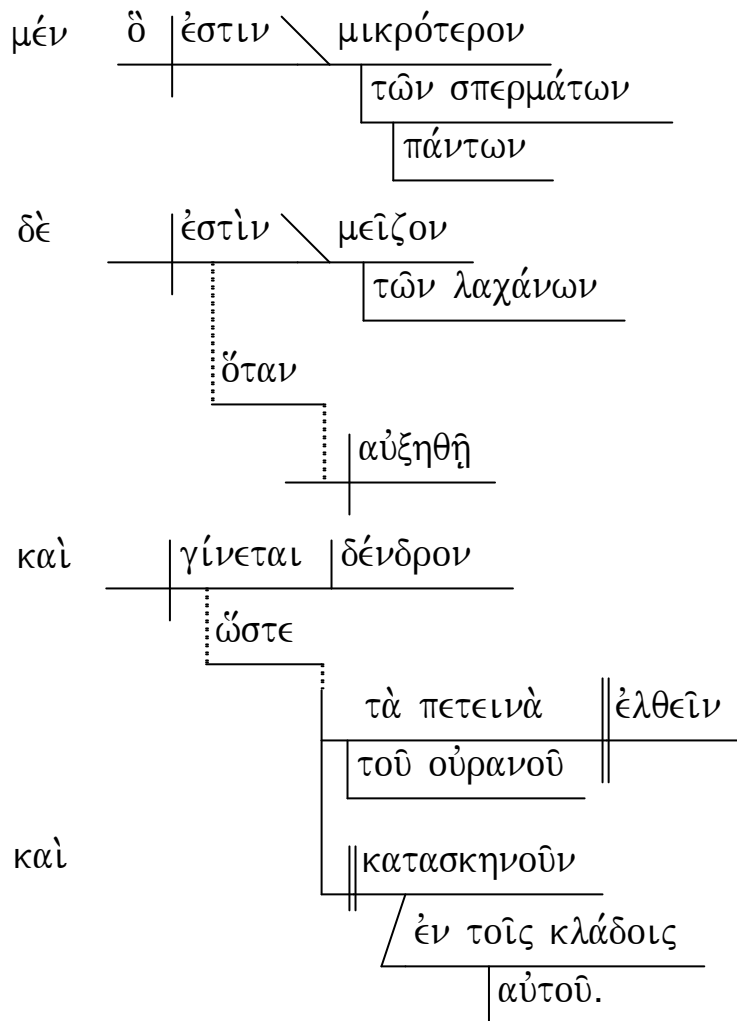 μέν ὃ ἐστιν μικρότερον
τῶν σπερμάτων
πάντων
δὲ ἐστὶν μεῖζον
τῶν λαχάνων
ὅταν
αὐξηθῇ
καὶ γίνεται δένδρον
ὥστε
τὰ πετεινὰ ἐλθεῖν
τοῦ οὐρανοῦ
καὶ κατασκηνοῦν
ἐν τοῖς κλάδοις
αὐτοῦ.